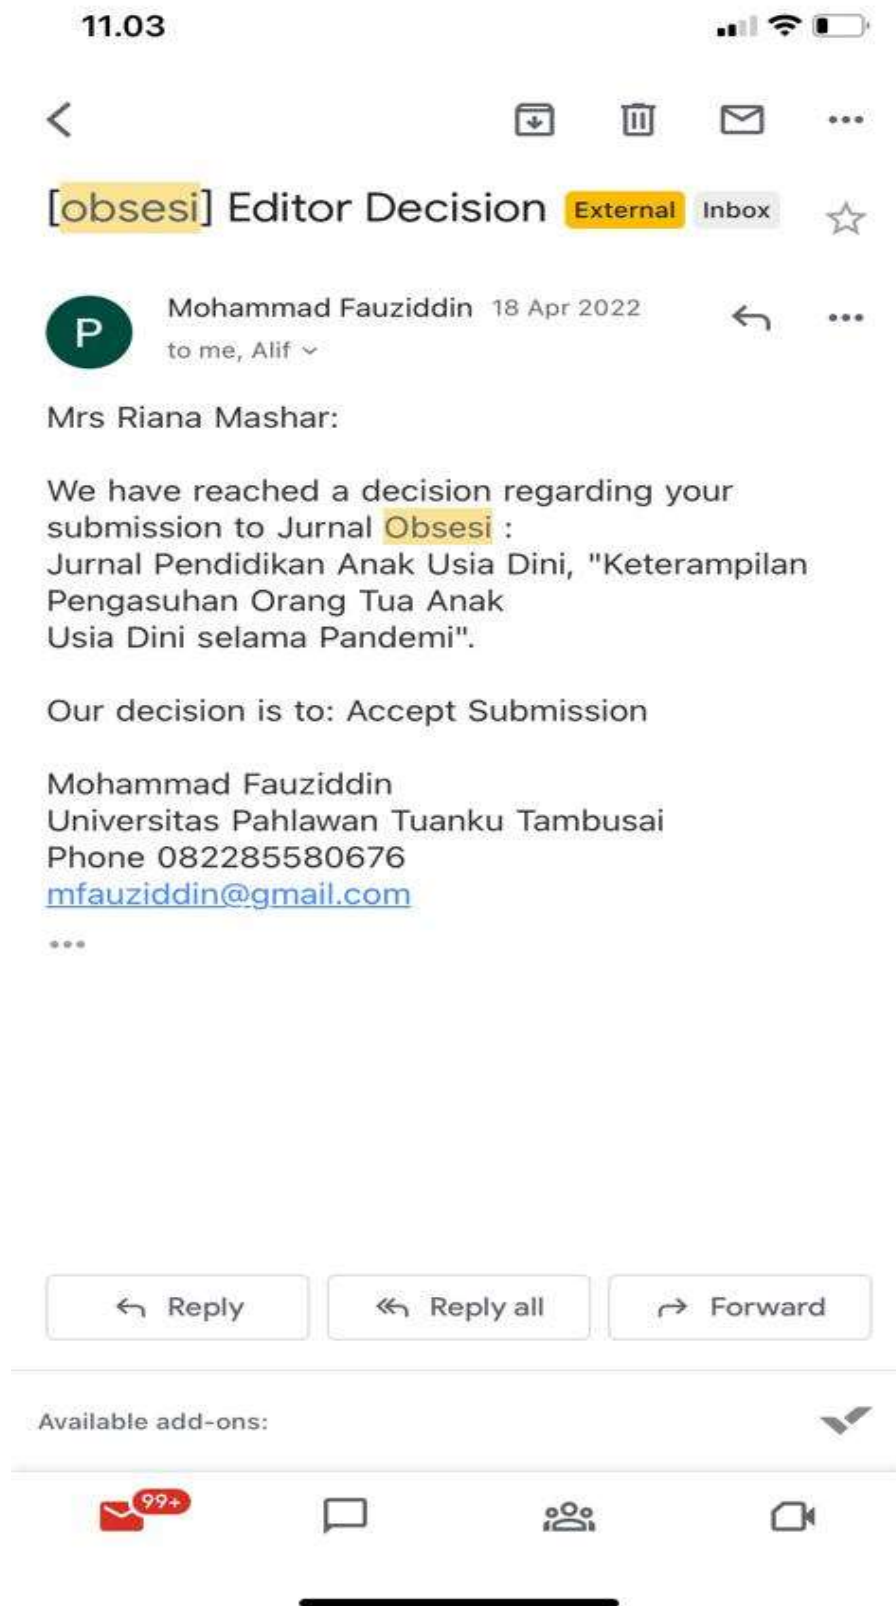 11.03
[obsesi] Editor Decision External Inbox
P
Mohammad Fauziddin 18 Apr 2022
to me, Alif
Mrs Riana Mashar:
We have reached a decision regarding your
submission to Jurnal Obsesi :
Jurnal Pendidikan Anak Usia Dini, "Keterampilan
Pengasuhan Orang Tua Anak
Usia Dini selama Pandemi".
Our decision is to: Accept Submission
Mohammad Fauziddin
Universitas Pahlawan Tuanku Tambusai
Phone 082285580676
mfauziddin@gmail.com
Reply Reply all Forward
Available add-ons:
99+